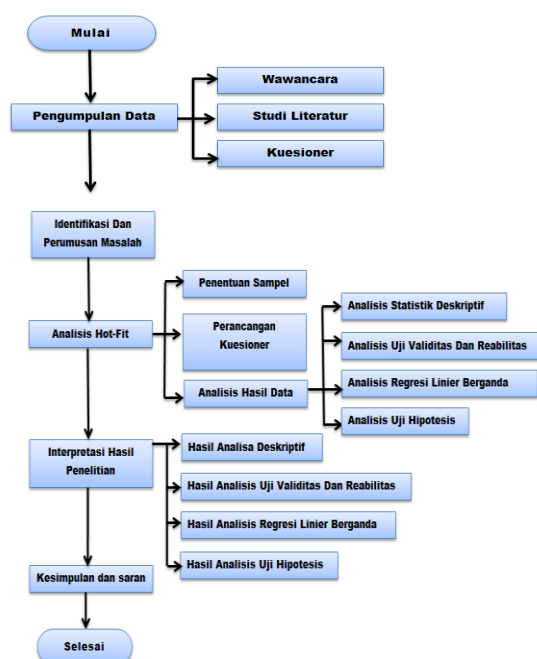 Mulai
Pengumpulan Data
Wawancara
Studi Literatur
Kuesioner
Identifikasi Dan
Perumusan Masalah
Analisis Hot-Fit
Penentuan Sampel
Perancangan
Kuesioner
Analisis Hasil Data
Analisis Statistik Deskriptif
Analisis Uji Validitas Dan Reabilitas
Analisis Regresi Linier Berganda
Analisis Uji Hipotesis
Interpretasi Hasil
Penelitian
Hasil Analisa Deskriptif
Hasil Analisis Uji Validitas Dan Reabilitas
Hasil Analisis Regresi Linier Berganda
Hasil Analisis Uji Hipotesis
Kesimpulan dan saran
Selesai